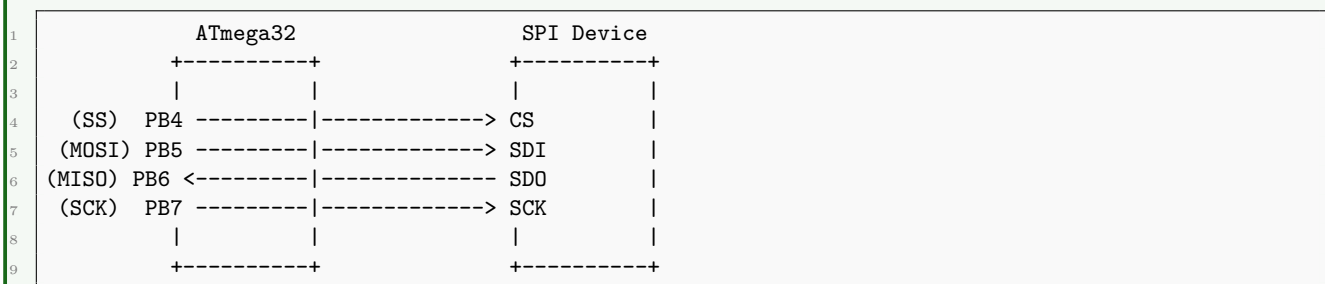 1 ATmega32 SPI Device
2 +----------+ +----------+
3 | | | |
4 (SS) PB4 ---------|-------------> CS |
5 (MOSI) PB5 ---------|-------------> SDI |
6 (MISO) PB6 <---------|-------------- SDO |
7 (SCK) PB7 ---------|-------------> SCK |
8 | | | |
9 +----------+ +----------+